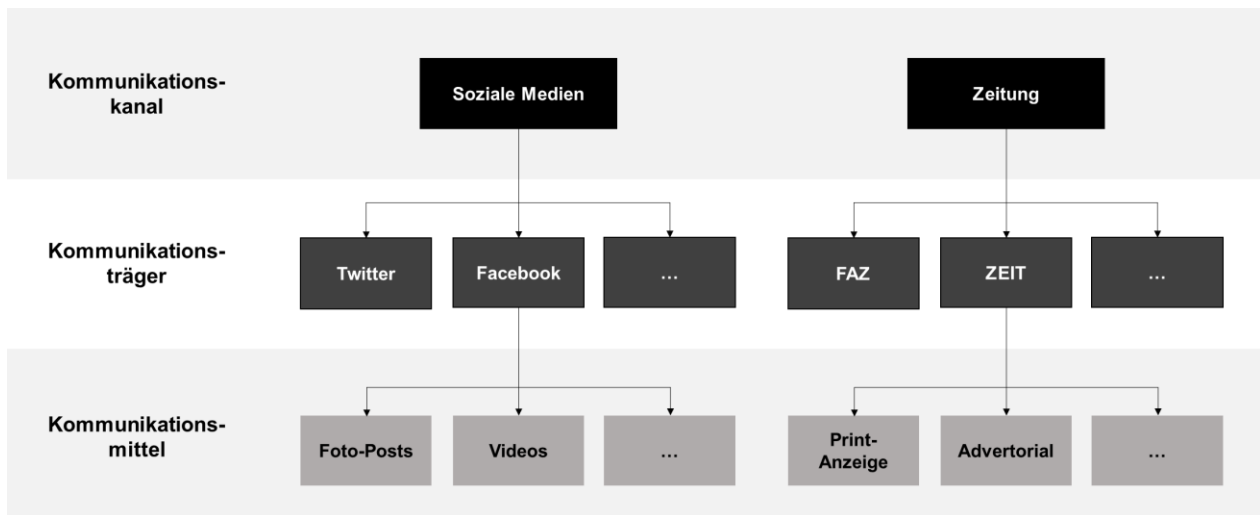 Kommunikations-
kanal
Soziale Medien
Zeitung
Kommunikations-
träger
Twitter
Facebook
...
FAZ
ZEIT
...
Kommunikations-
mittel
Foto-Posts
Videos
...
Print-
Anzeige
Advertorial
...